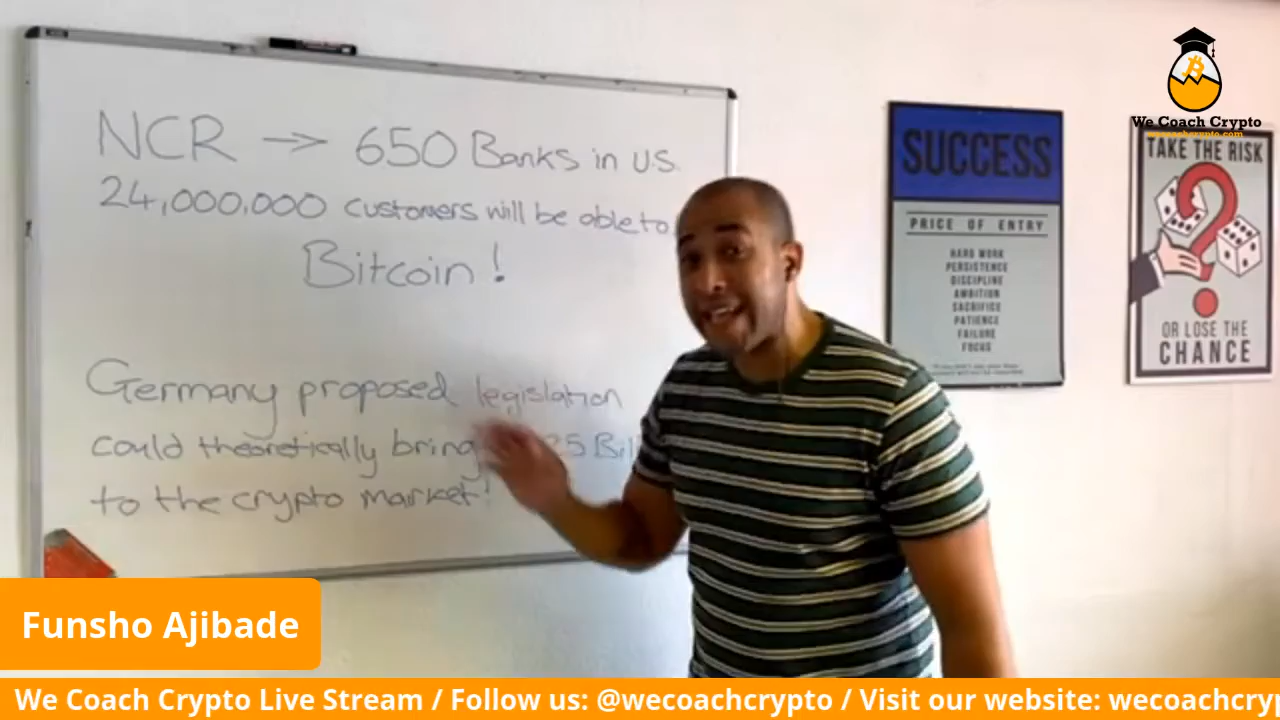 NCR → 650 Banks in U.S.
24,000,000 customers will be able to
Bitcoin!
Germany proposed legislation
could theoretically bring
to the crypto market!
SUCCESS
PRICE OF ENTRY
HARD WORK
PERSISTENCE
DISCIPLINE
AMBITION
SACRIFICE
PATIENCE
FAILURE
FOCUS
We Coach Crypto
wecoachcrypto.com
TAKE THE RISK
?
OR LOSE THE
CHANCE
Funsho Ajibade
We Coach Crypto Live Stream / Follow us: @wecoachcrypto / Visit our website: wecoachcryp